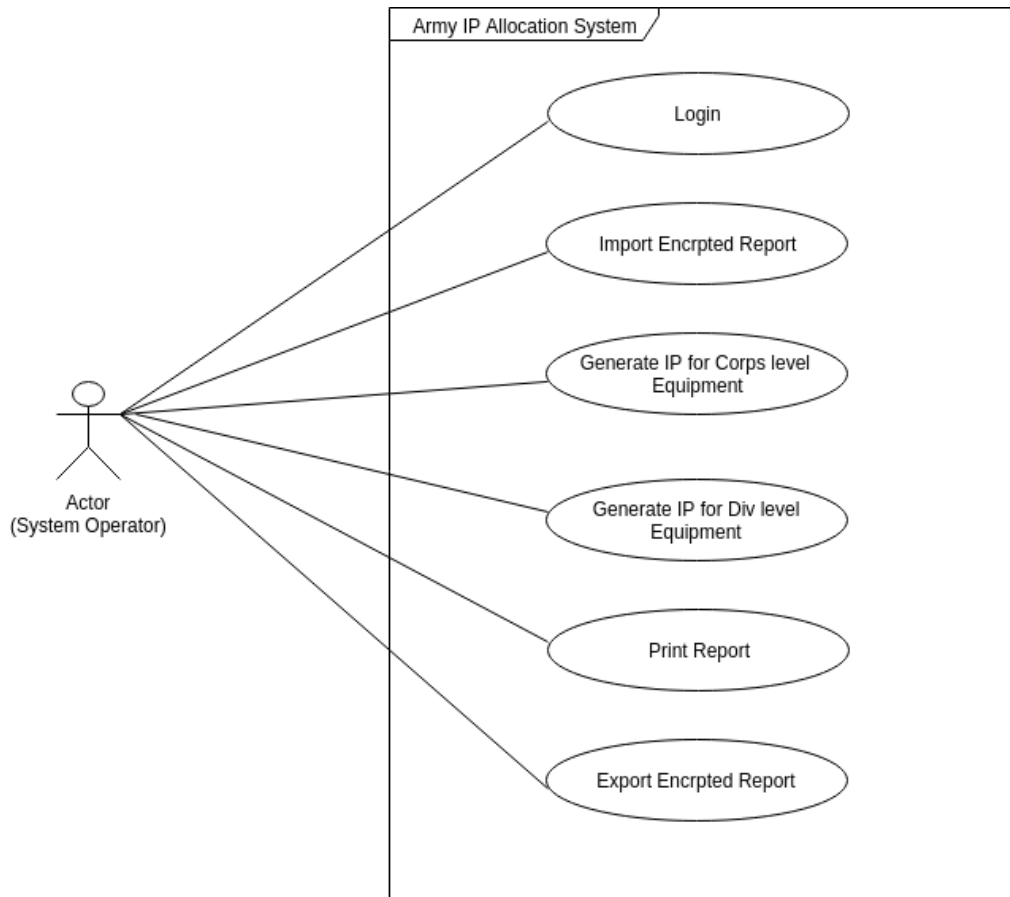 Army IP Allocation System
Login
Import Encrpted Report
Generate IP for Corps level
Equipment
Actor
(System Operator)
Generate IP for Div level
Equipment
Print Report
Export Encrpted Report